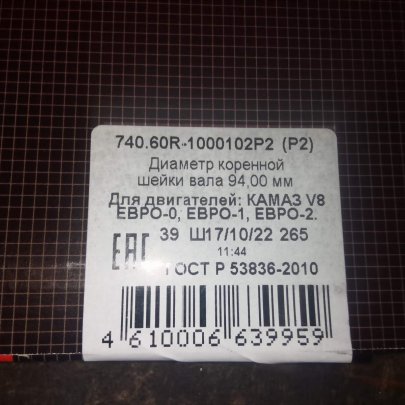 740.60R-1000102P2 (P2)
Диаметр коренной
шейки вала 94,00 мм
Для двигателей: КАМАЗ V8
ЕВРО-0, ЕВРО-1, ЕВРО-2.
39 Ш17/10/22 265
11:44
ЕАС
ГОСТ Р 53836-2010
4 610006 639959